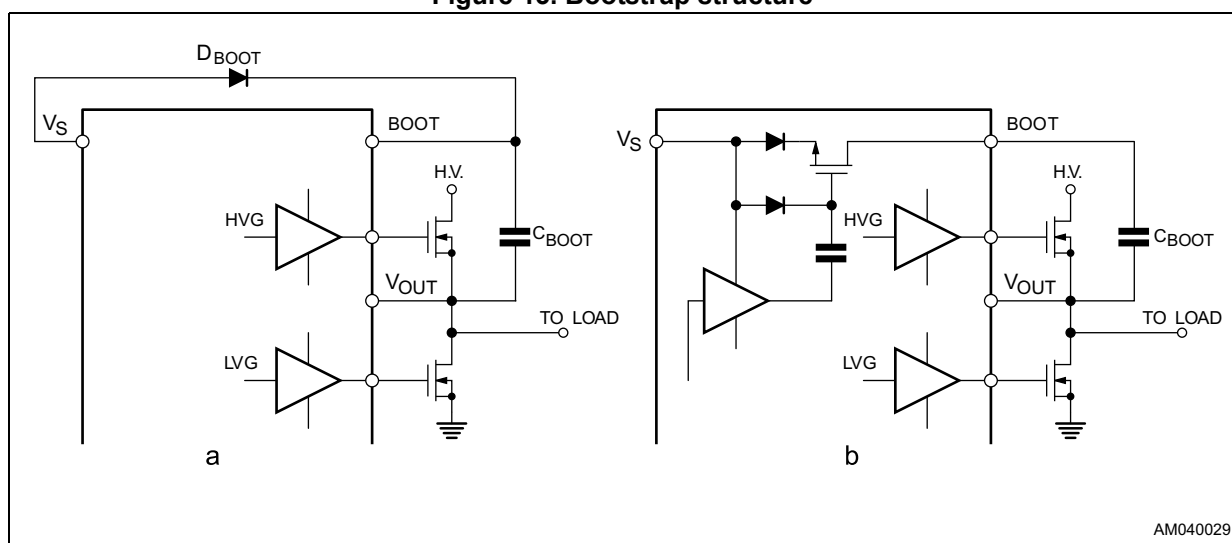 Figure Bootstrap structure
DBOOT
VS
BOOT
H.V.
HVG
CBOOT
VOUT
TO LOAD
LVG
a
VS
BOOT
H.V.
HVG
CBOOT
VOUT
TO LOAD
LVG
b
AM040029